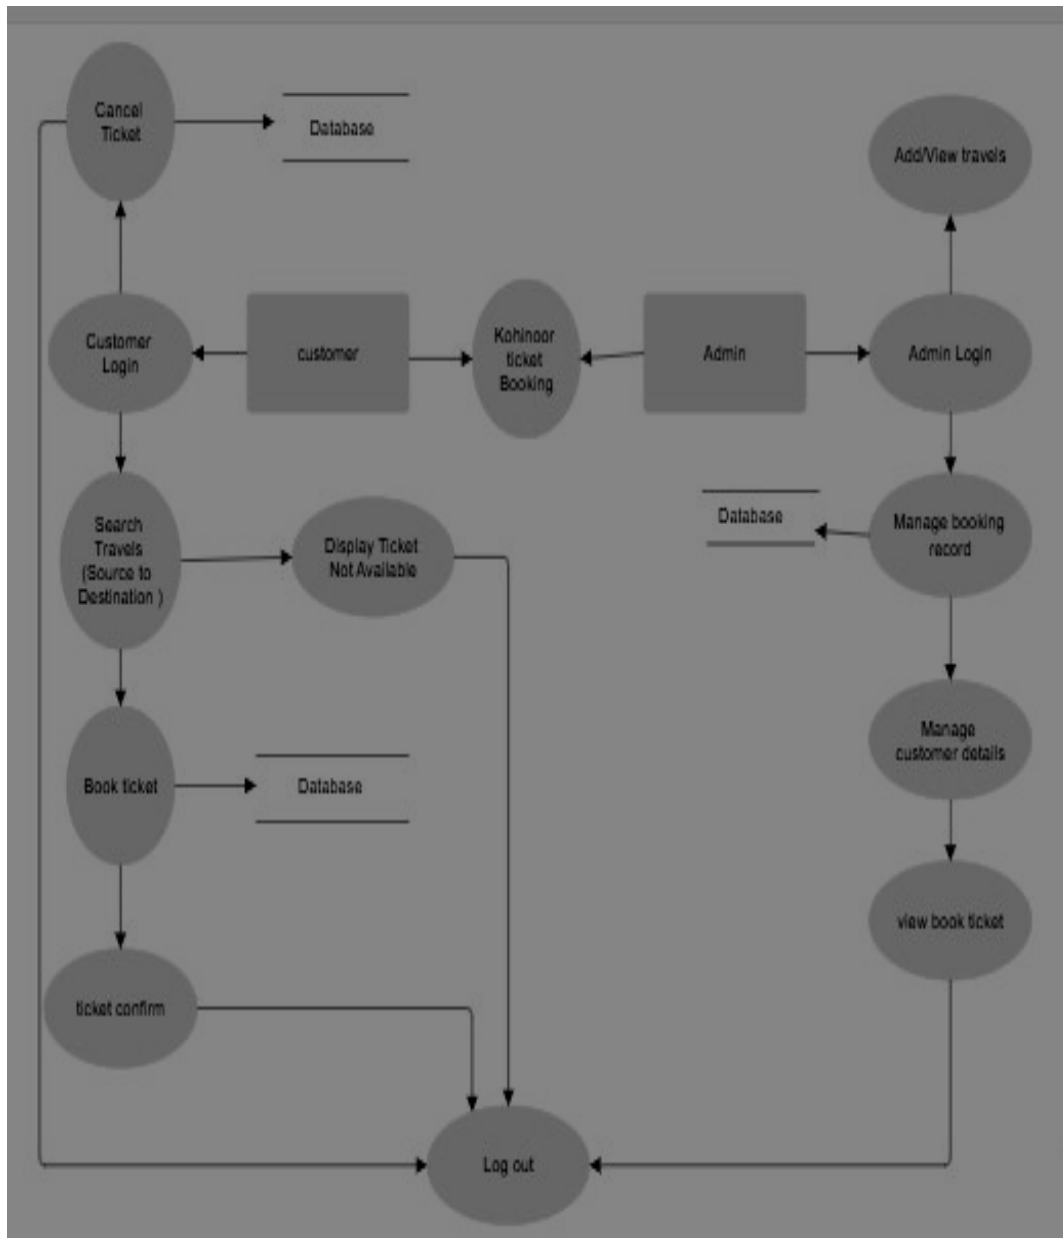 Cancel
Ticket
Database
Add/View travels
Customer
Login
customer
Kohinoor
ticket
Booking
Admin
Admin Login
Search
Travels
(Source to
Destination )
Display Ticket
Not Available
Database
Manage booking
record
Manage
customer details
Book ticket
Database
view book ticket
ticket confirm
Log out